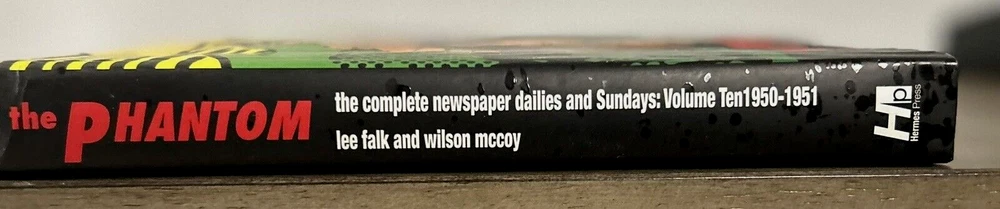 the PHANTOM
the complete newspaper dailies and Sundays: Volume Ten1950-1951
lee falk and wilson mccoy
Hp
Hermes Press